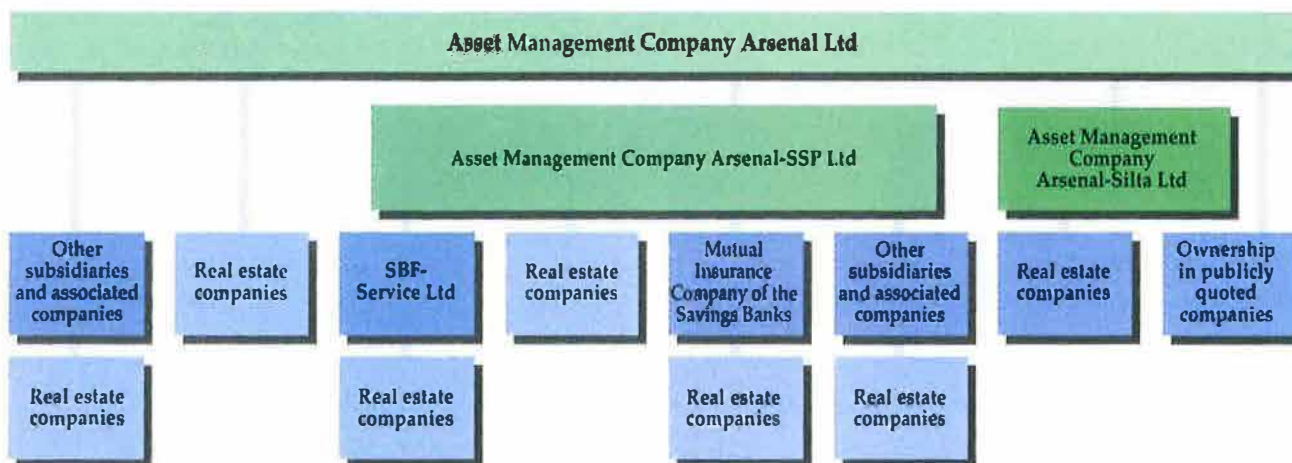 Asset Management Company Arsenal Ltd
Asset Management Company Arsenal-SSP Ltd
Asset Management
Company
Arsenal-Silta Ltd
Other
subsidiaries
and associated
companies
Real estate
companies
SBF-
Service Ltd
Real estate
companies
Mutual
Insurance
Company of the
Savings Banks
Other
subsidiaries
and associated
companies
Real estate
companies
Ownership
in publicly
quoted
companies
Real estate
companies
Real estate
companies
Real estate
companies
Real estate
companies